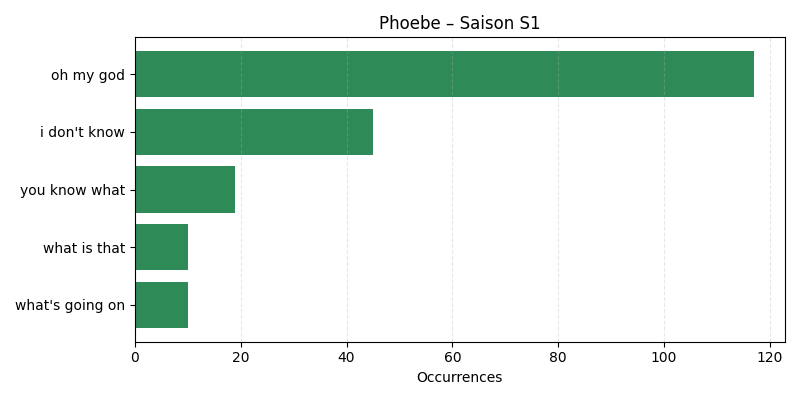 Phoebe – Saison S1
oh my god
i don't know
you know what
what is that
what's going on
0 20 40 60 80 100 120
Occurrences